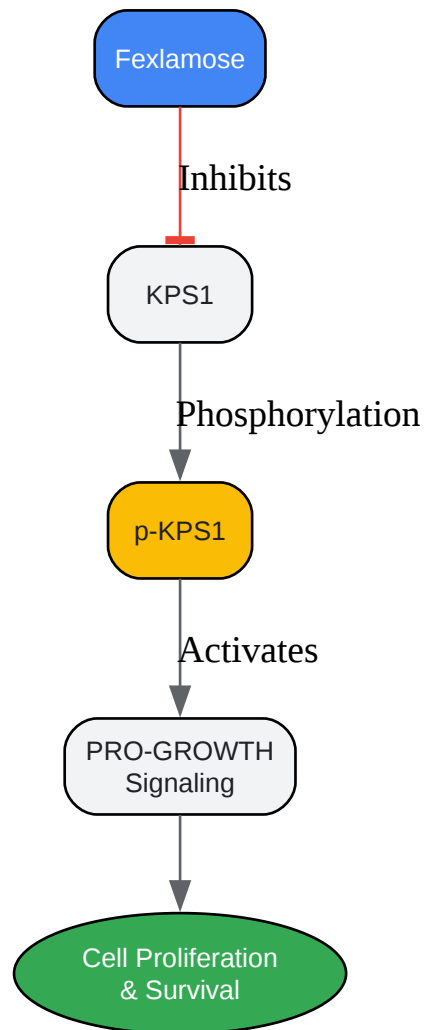 Fexlamose
Inhibits
KPS1
Phosphorylation
p-KPS1
Activates
PRO-GROWTH
Signaling
Cell Proliferation
& Survival